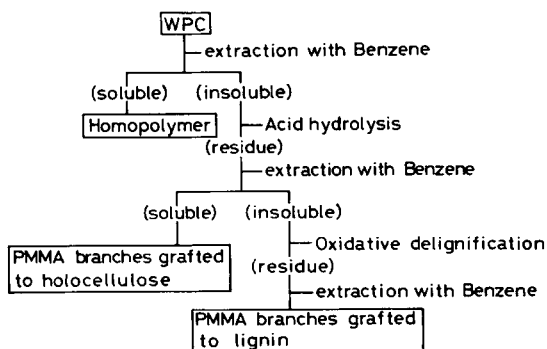 WPC
extraction with Benzene
(soluble) (insoluble)
Homopolymer
Acid hydrolysis
(residue)
extraction with Benzene
(soluble) (insoluble)
PMMA branches grafted
to holocellulose
Oxidative delignification
(residue)
extraction with Benzene
PMMA branches grafted
to lignin